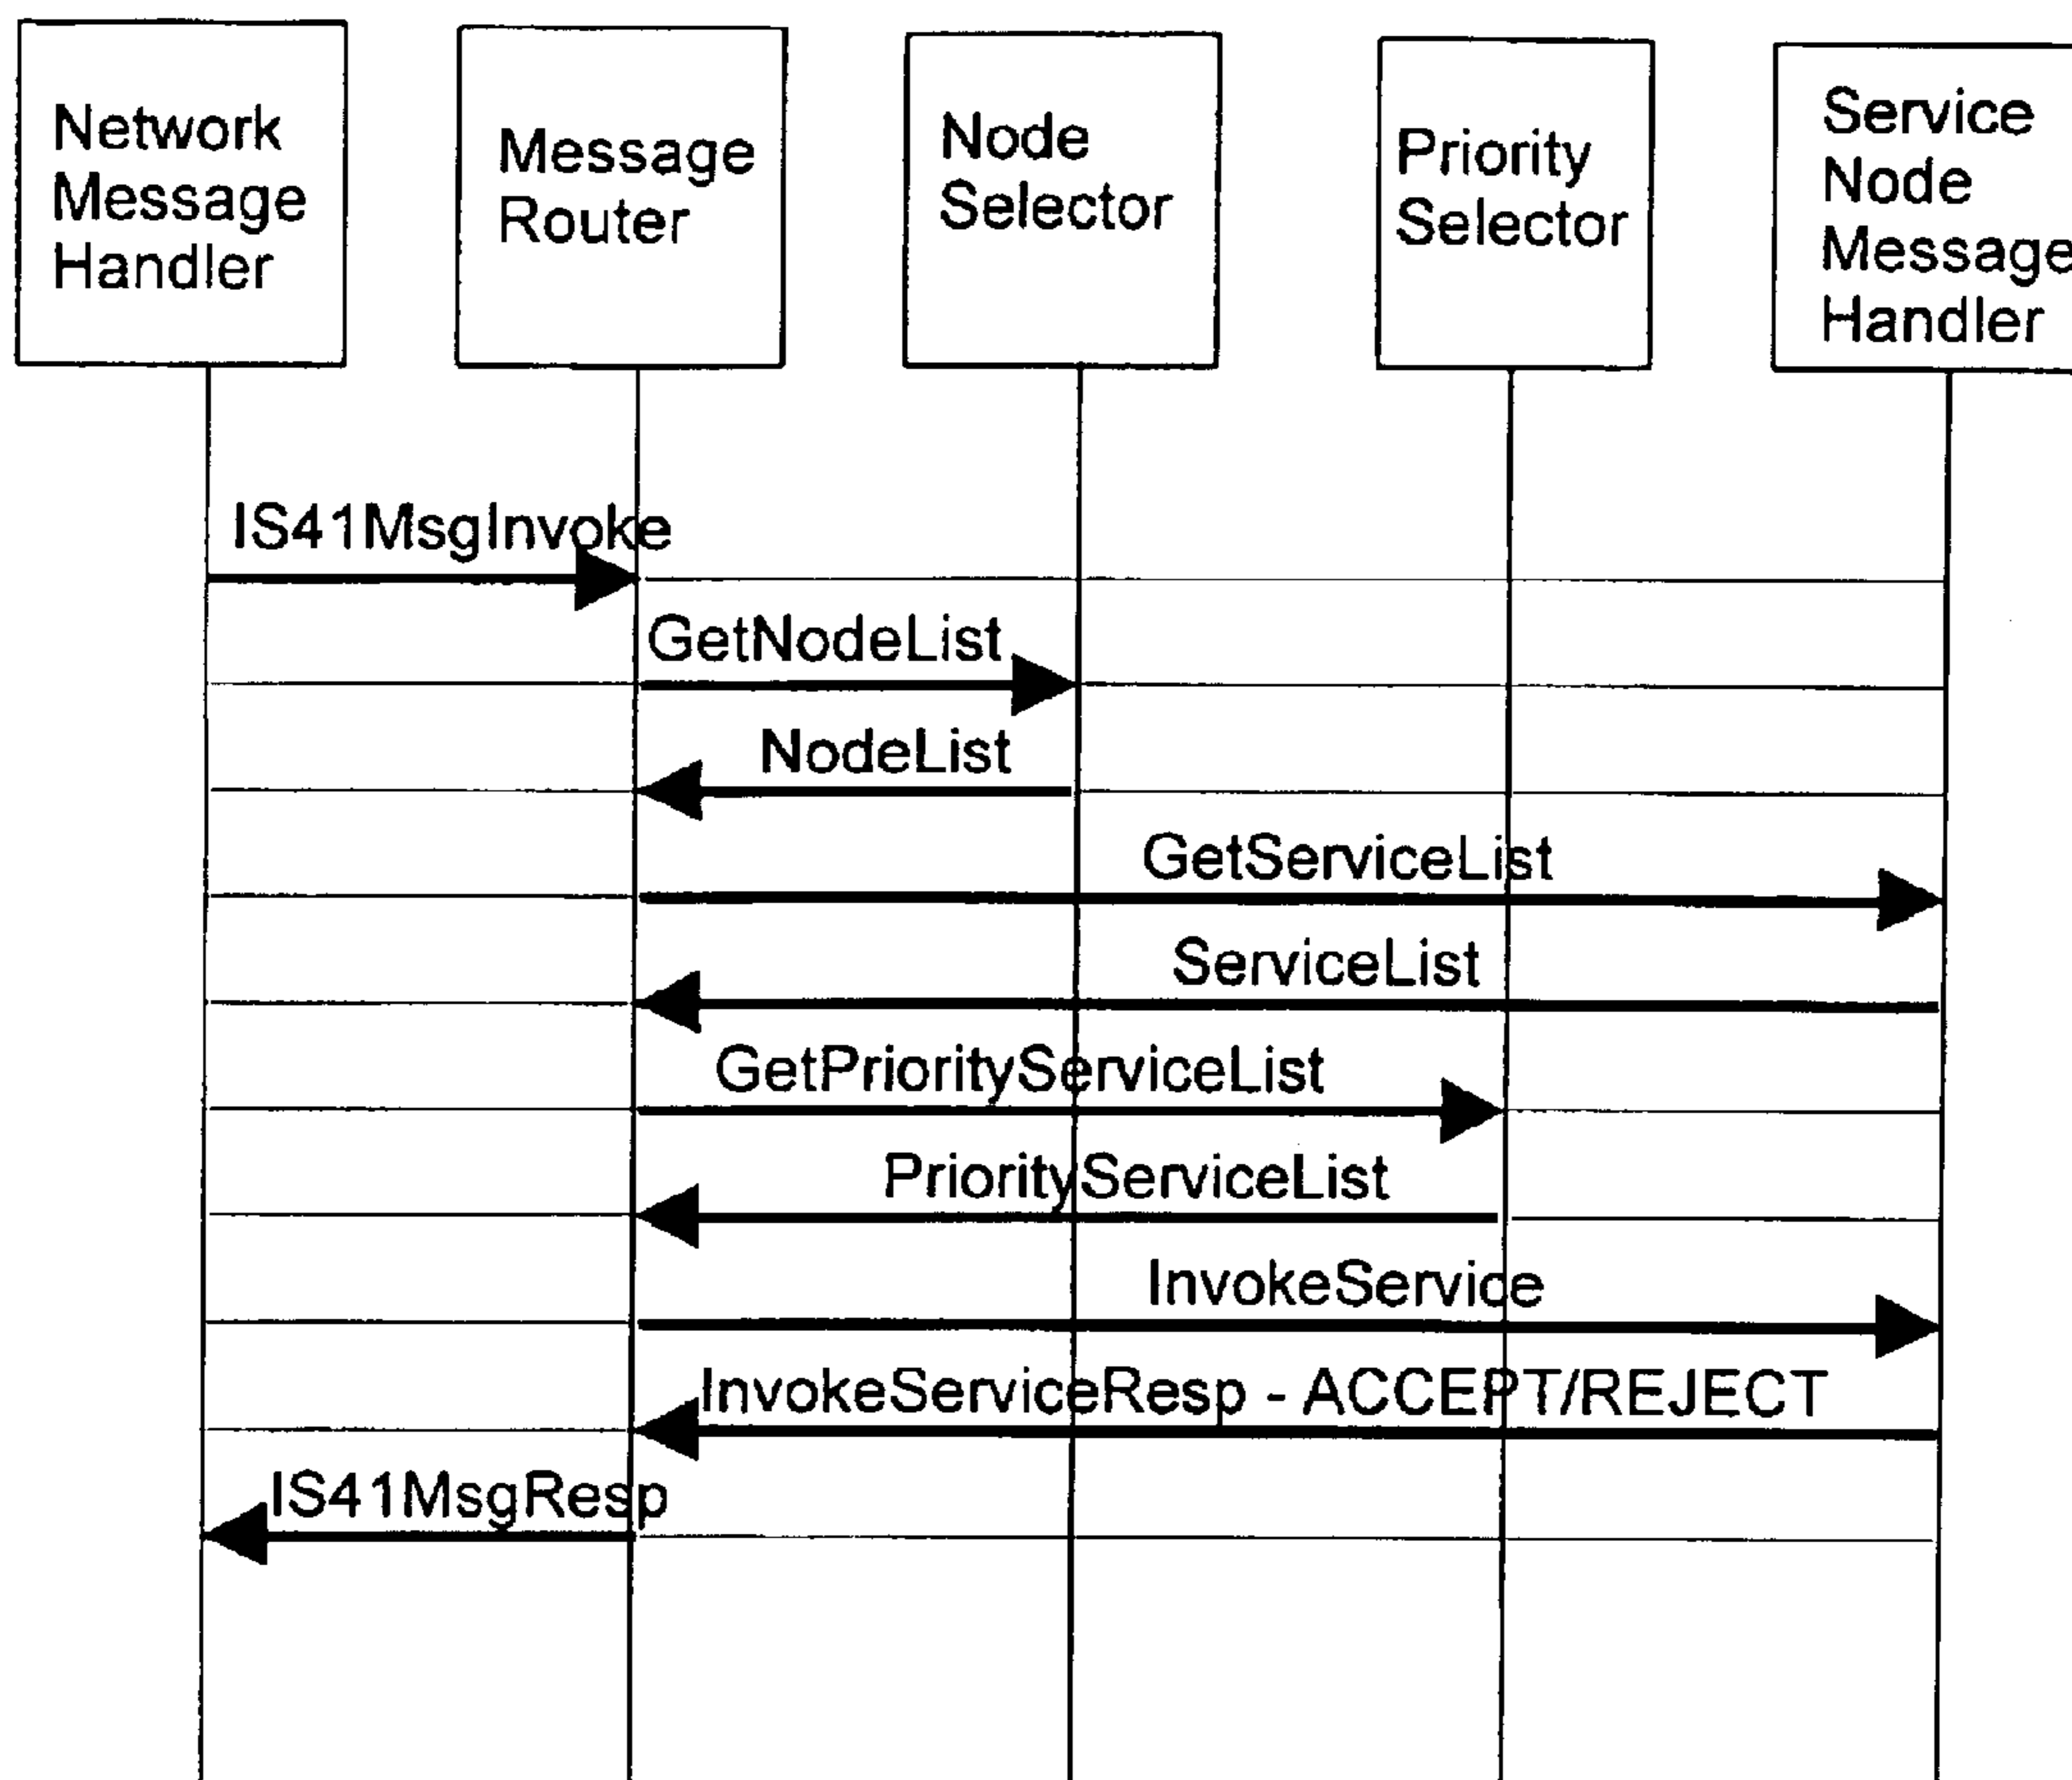 Network
Message
Handler
Message
Router
Node
Selector
Priority
Selector
Service
Node
Message
Handler
IS41MsgInvoke
GetNodeList
NodeList
GetServiceList
ServiceList
GetPriorityServiceList
PriorityServiceList
InvokeService
InvokeServiceResp - ACCEPT/REJECT
IS41MsgResp